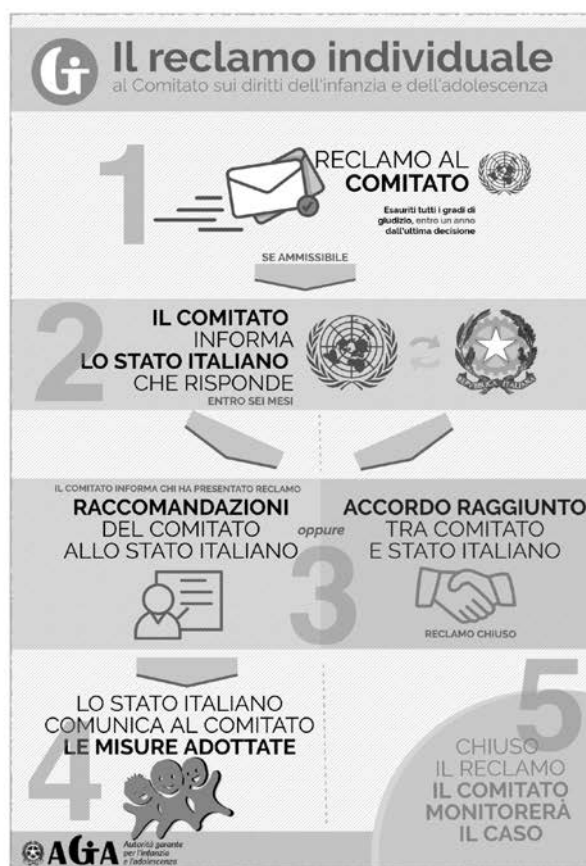 Il reclamo individuale
al Comitato sui diritti dell'infanzia e dell'adolescenza
1
RECLAMO AL
COMITATO
Esauriti tutti i gradi di
giudizio, entro un anno
dall'ultima decisione
SE AMMISSIBILE
2
IL COMITATO
INFORMA
LO STATO ITALIANO
CHE RISPONDE
ENTRO SEI MESI
REPVBBLICA ITALIANA
IL COMITATO INFORMA CHI HA PRESENTATO RECLAMO
RACCOMANDAZIONI
DEL COMITATO
ALLO STATO ITALIANO
oppure
3
ACCORDO RAGGIUNTO
TRA COMITATO
E STATO ITALIANO
RECLAMO CHIUSO
4
LO STATO ITALIANO
COMUNICA AL COMITATO
LE MISURE ADOTTATE
5
CHIUSO
IL RECLAMO
IL COMITATO
MONITORERÀ
IL CASO
AGIA
Autorità garante
per l'infanzia
e l'adolescenza